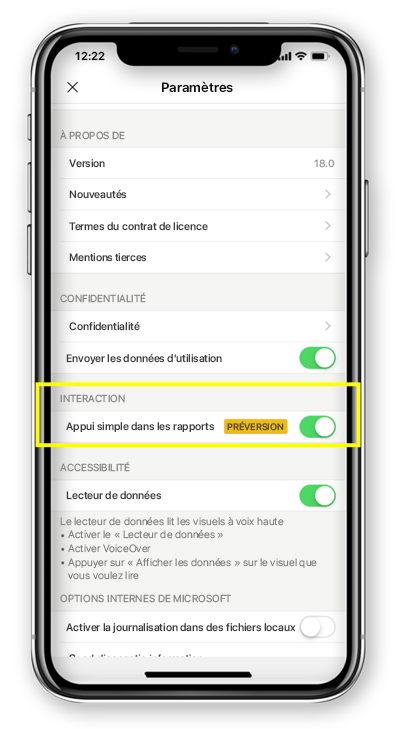 12:22
Paramètres
À PROPOS DE
Version 18.0
Nouveautés
Termes du contrat de licence
Mentions tierces
CONFIDENTIALITÉ
Confidentialité
Envoyer les données d'utilisation
INTERACTION
Appui simple dans les rapports PRÉVERSION
ACCESSIBILITÉ
Lecteur de données
Le lecteur de données lit les visuels à voix haute
• Activer le « Lecteur de données »
• Activer VoiceOver
• Appuyer sur « Afficher les données » sur le visuel que
vous voulez lire
OPTIONS INTERNES DE MICROSOFT
Activer la journalisation dans des fichiers locaux